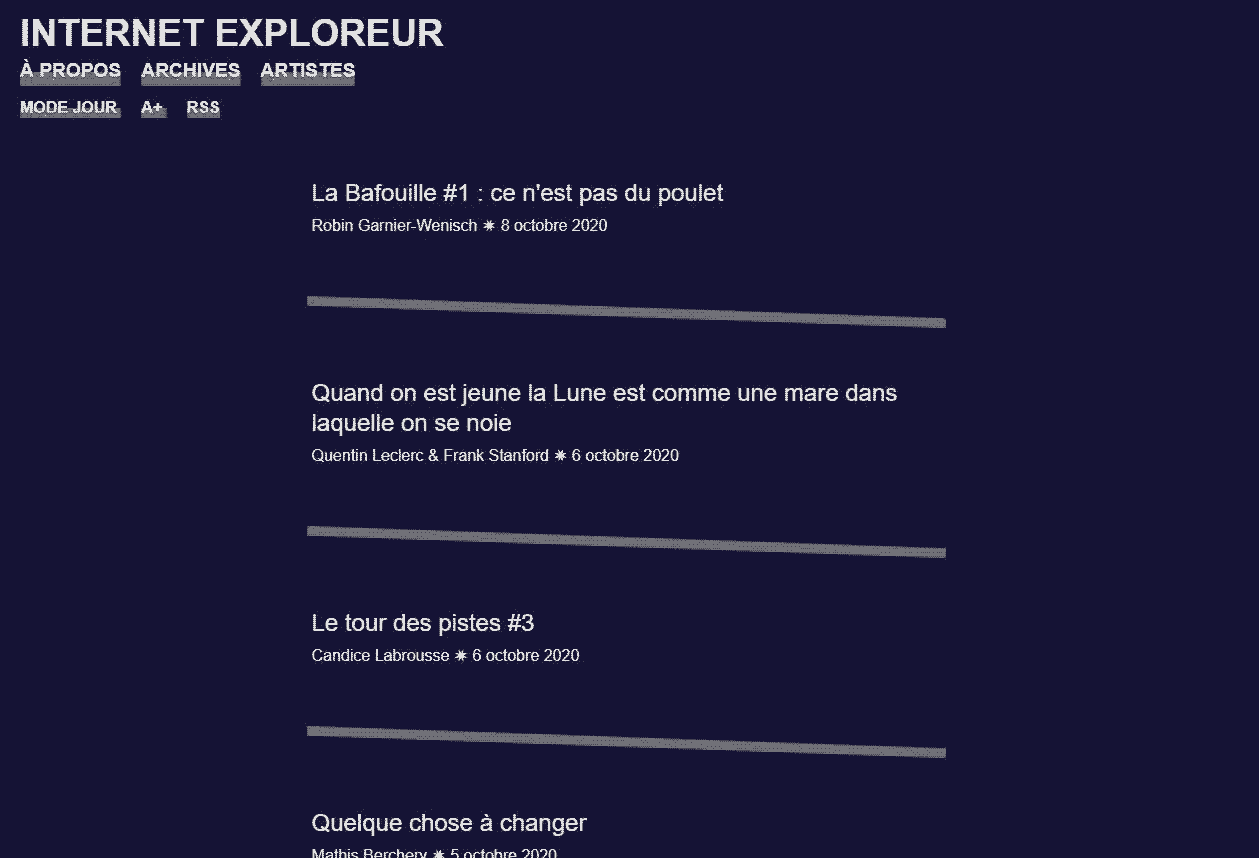 INTERNET EXPLOREUR
À PROPOS ARCHIVES ARTISTES
MODE JOUR A+ RSS
La Bafouille #1 : ce n'est pas du poulet
Robin Garnier-Wenisch ✷ 8 octobre 2020
Quand on est jeune la Lune est comme une mare dans
laquelle on se noie
Quentin Leclerc & Frank Stanford ✷ 6 octobre 2020
Le tour des pistes #3
Candice Labrousse ✷ 6 octobre 2020
Quelque chose à changer
Mathis Berchery ✷ 5 octobre 2020